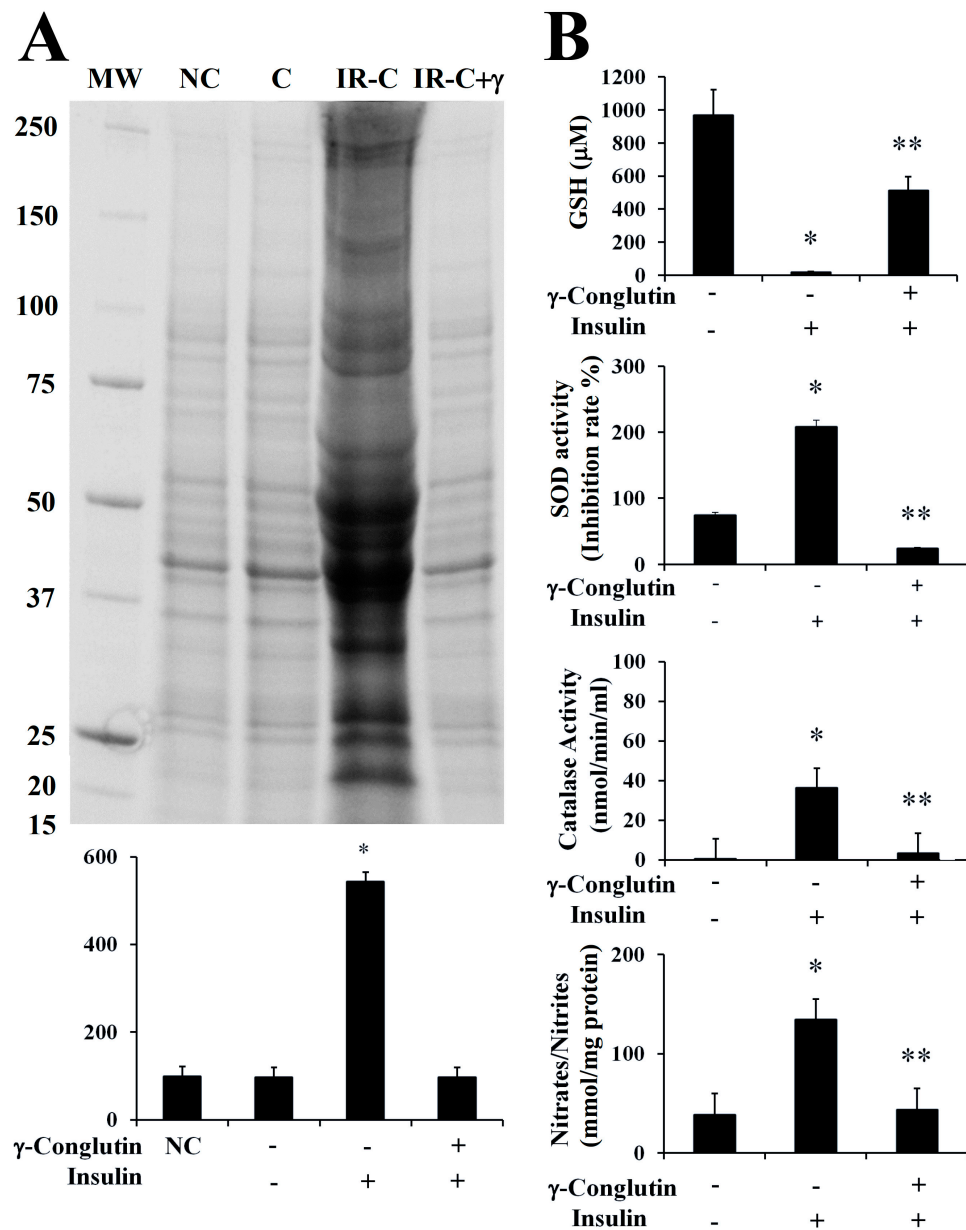 A
MW NC C IR-C IR-C+γ
250
150
100
75
50
37
25
20
15
600
400
200
0
*
γ-Conglutin NC - - +
Insulin - + +
B
GSH (μM)
1200
1000
800
600
400
200
0
*
**
γ-Conglutin - - +
Insulin - + +
SOD activity
(Inhibition rate %)
300
200
100
0
*
**
γ-Conglutin - - +
Insulin - + +
Catalase Activity
(nmol/min/ml)
100
80
60
40
20
0
*
**
γ-Conglutin - - +
Insulin - + +
Nitrates/Nitrites
(mmol/mg protein)
200
100
0
*
**
γ-Conglutin - - +
Insulin - + +